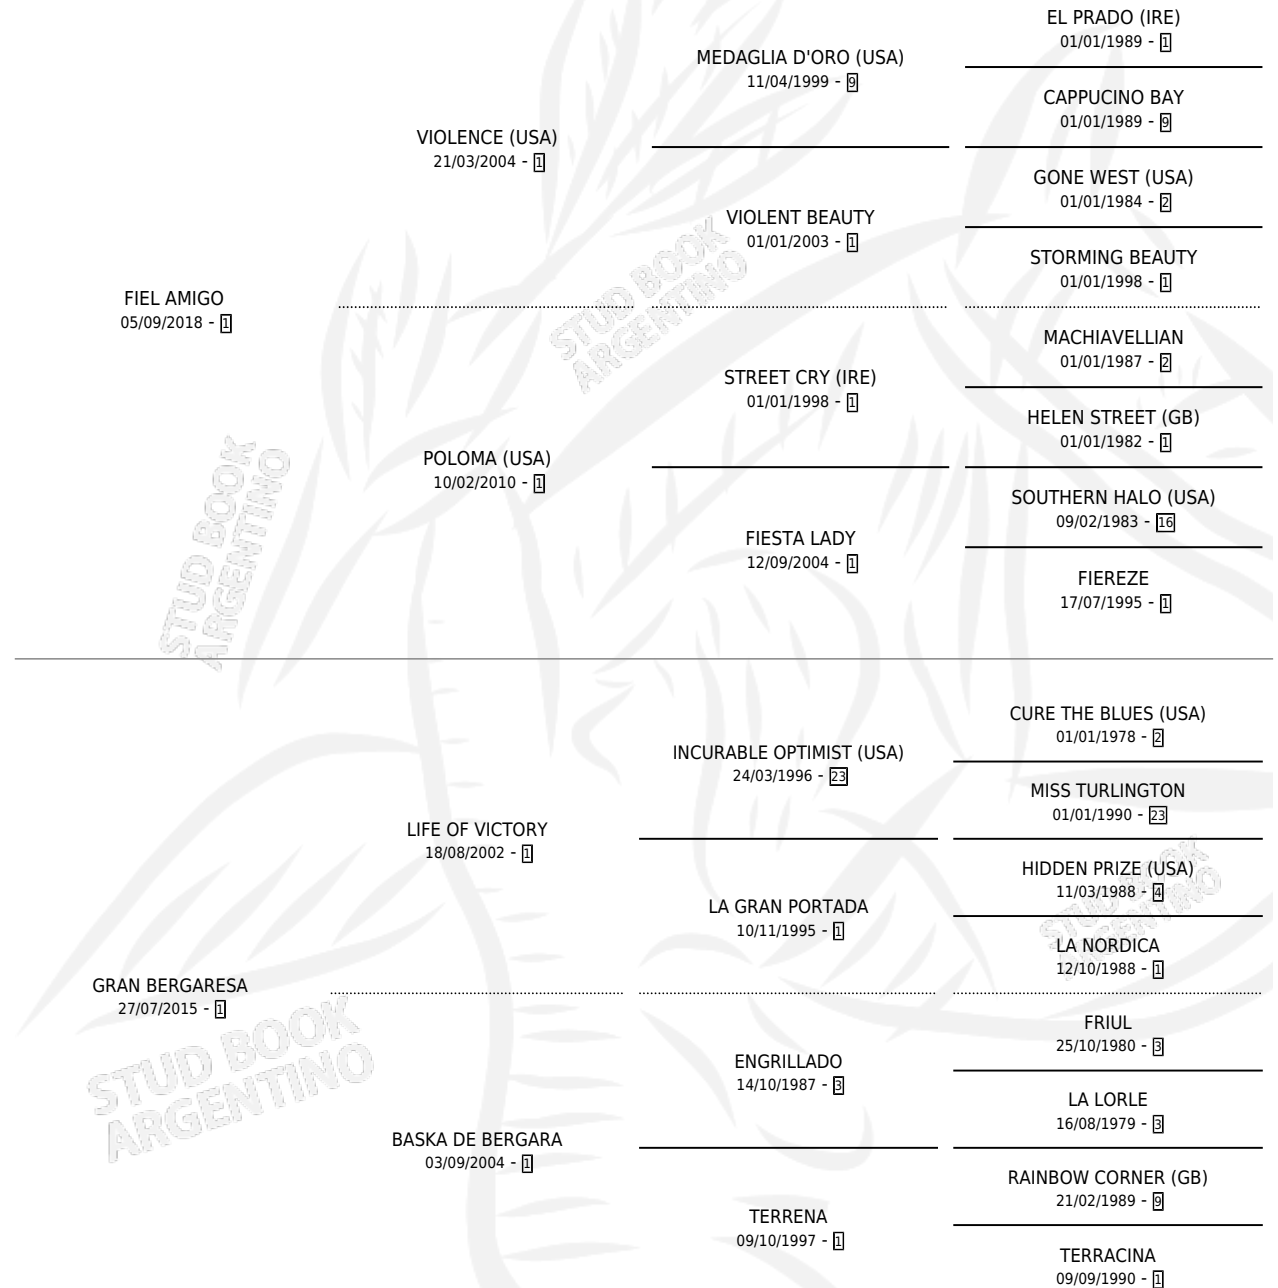 EL PRADO (IRE)
01/01/1989 - 1
MEDAGLIA D'ORO (USA)
11/04/1999 - 9
CAPPUCINO BAY
01/01/1989 - 9
VIOLENCE (USA)
21/03/2004 - 1
GONE WEST (USA)
01/01/1984 - 2
VIOLENT BEAUTY
01/01/2003 - 1
STORMING BEAUTY
01/01/1998 - 1
FIEL AMIGO
05/09/2018 - 1
MACHIAVELLIAN
01/01/1987 - 2
STREET CRY (IRE)
01/01/1998 - 1
HELEN STREET (GB)
01/01/1982 - 1
POLOMA (USA)
10/02/2010 - 1
SOUTHERN HALO (USA)
09/02/1983 - 16
FIESTA LADY
12/09/2004 - 1
FIEREZE
17/07/1995 - 1
CURE THE BLUES (USA)
01/01/1978 - 2
INCURABLE OPTIMIST (USA)
24/03/1996 - 23
MISS TURLINGTON
01/01/1990 - 23
LIFE OF VICTORY
18/08/2002 - 1
HIDDEN PRIZE (USA)
11/03/1988 - 4
LA GRAN PORTADA
10/11/1995 - 1
LA NORDICA
12/10/1988 - 1
GRAN BERGARESA
27/07/2015 - 1
FRIUL
25/10/1980 - 3
ENGRILLADO
14/10/1987 - 3
LA LORLE
16/08/1979 - 3
BASKA DE BERGARA
03/09/2004 - 1
RAINBOW CORNER (GB)
21/02/1989 - 9
TERRENA
09/10/1997 - 1
TERRACINA
09/09/1990 - 1
STUD BOOK
ARGENTINO
STUD BOOK
ARGENTINO
STUD BOOK
ARGENTINO
STUD BOOK
ARGENTINO